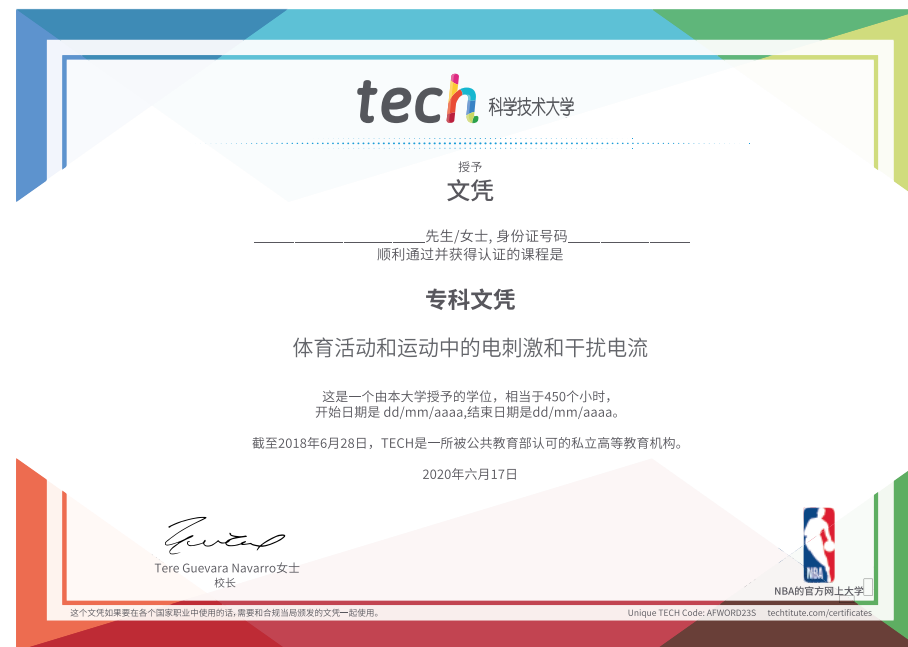 tech 科学技术大学
授予
文凭
先生/女士, 身份证号码
顺利通过并获得认证的课程是
专科文凭
体育活动和运动中的电刺激和干扰电流
这是一个由本大学授予的学位，相当于450个小时，
开始日期是 dd/mm/aaaa,结束日期是dd/mm/aaaa。
截至2018年6月28日，TECH是一所被公共教育部认可的私立高等教育机构。
2020年六月17日
Tere Guevara Navarro女士
校长
NBA
NBA的官方网上大学
这个文凭如果要在各个国家职业中使用的话,需要和合规当局颁发的文凭一起使用。
Unique TECH Code: AFWORD23S techtitute.com/certificates